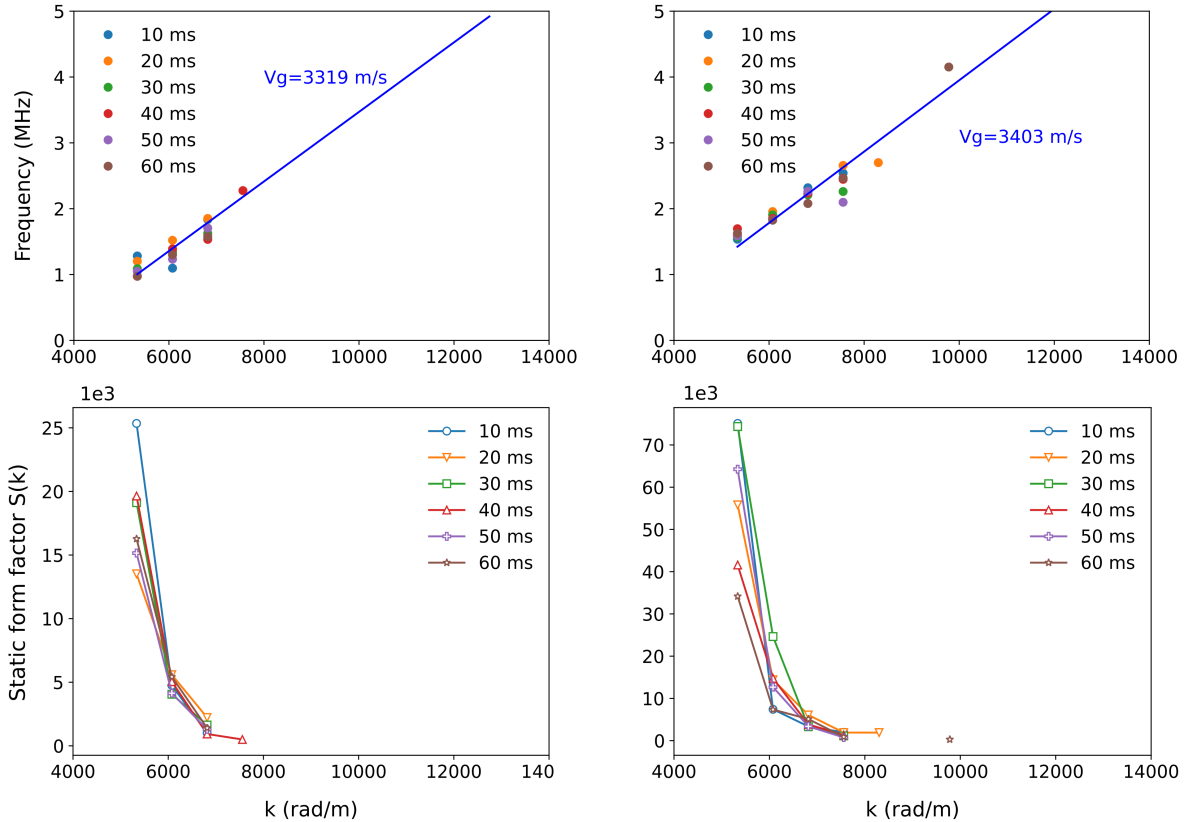 5
4
3
2
1
0
Frequency (MHz)
10 ms
20 ms
30 ms
40 ms
50 ms
60 ms
Vg=3319 m/s
4000 6000 8000 10000 12000 14000
5
4
3
2
1
0
10 ms
20 ms
30 ms
40 ms
50 ms
60 ms
Vg=3403 m/s
4000 6000 8000 10000 12000 14000
1e3
25
20
15
10
5
0
Static form factor S(k)
10 ms
20 ms
30 ms
40 ms
50 ms
60 ms
4000 6000 8000 10000 12000 140
k (rad/m)
1e3
70
60
50
40
30
20
10
0
10 ms
20 ms
30 ms
40 ms
50 ms
60 ms
4000 6000 8000 10000 12000 14000
k (rad/m)